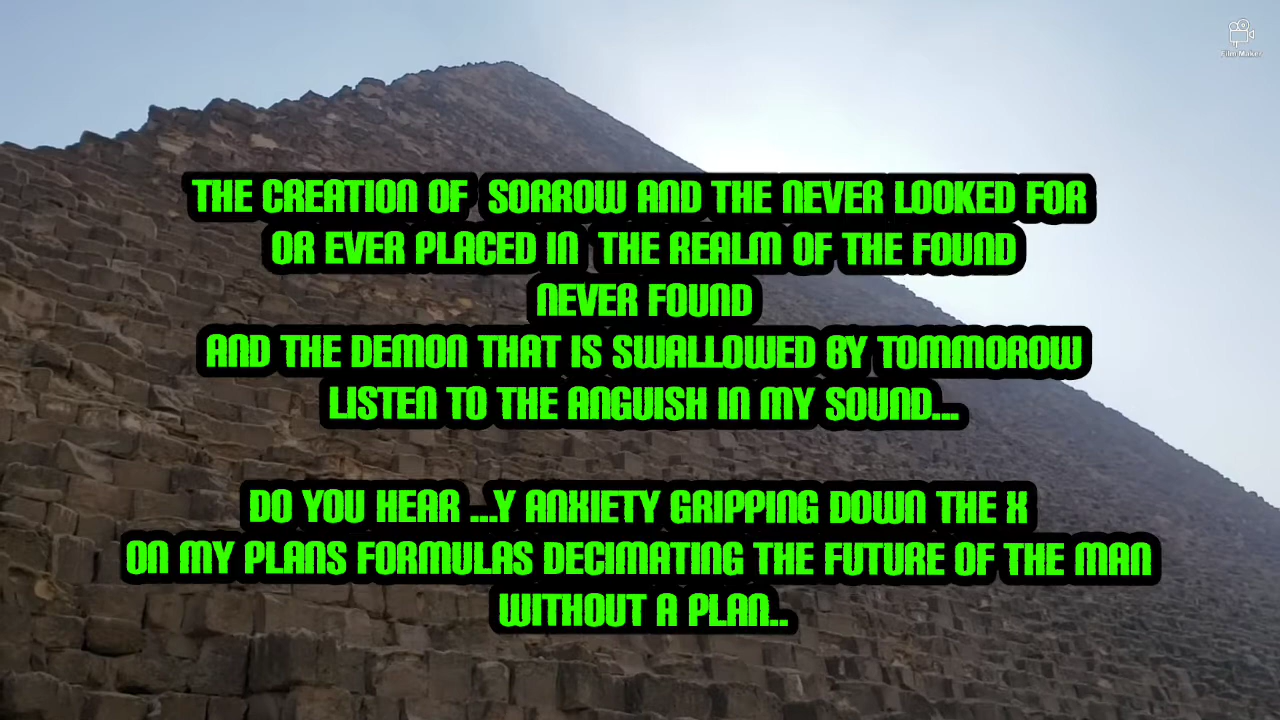 Film Maker
THE CREATION OF SORROW AND THE NEVER LOOKED FOR
OR EVER PLACED IN THE REALM OF THE FOUND
NEVER FOUND
AND THE DEMON THAT IS SWALLOWED BY TOMMOROW
LISTEN TO THE ANGUISH IN MY SOUND...
DO YOU HEAR ...Y ANXIETY GRIPPING DOWN THE X
ON MY PLANS FORMULAS DECIMATING THE FUTURE OF THE MAN
WITHOUT A PLAN..